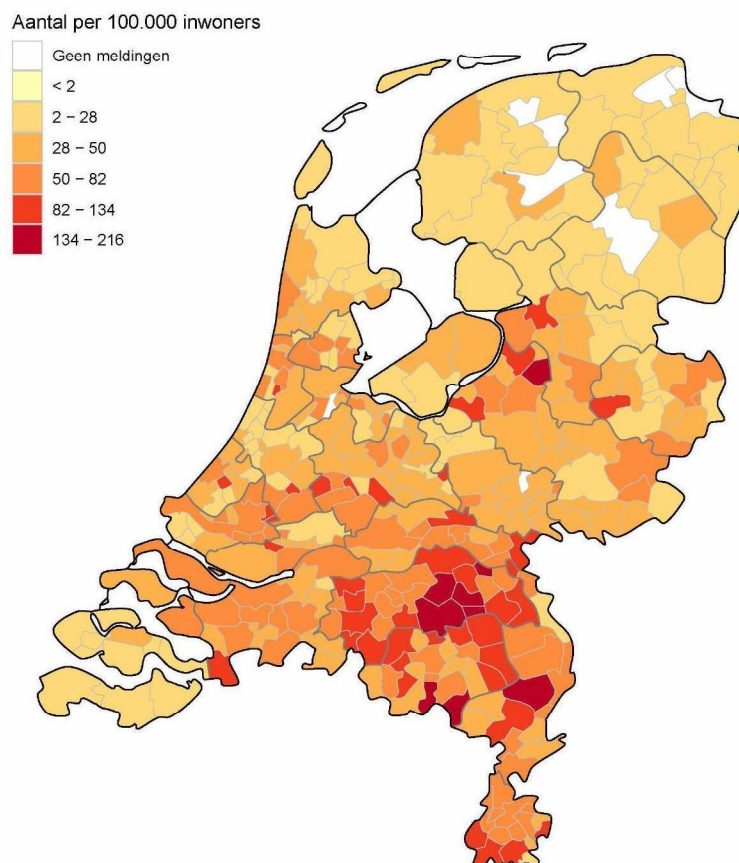 Aantal per 100.000 inwoners
Geen meldingen
< 2
2 – 28
28 – 50
50 – 82
82 – 134
134 – 216